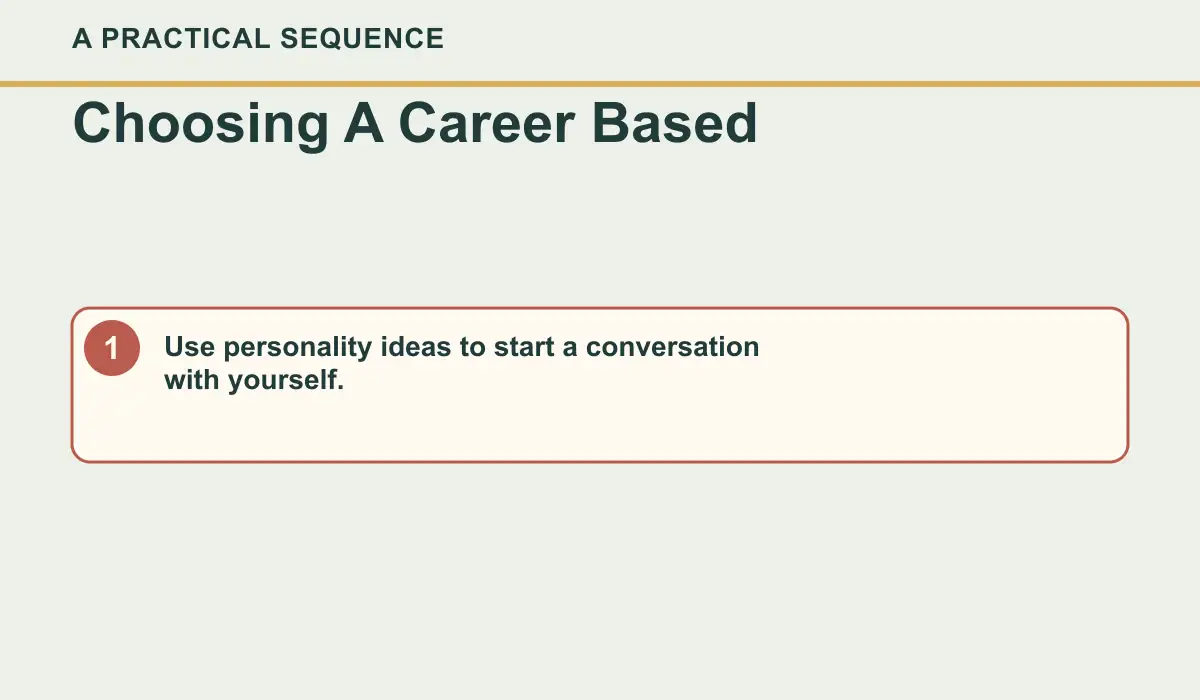 A PRACTICAL SEQUENCE
Choosing A Career Based
1
Use personality ideas to start a conversation
with yourself.